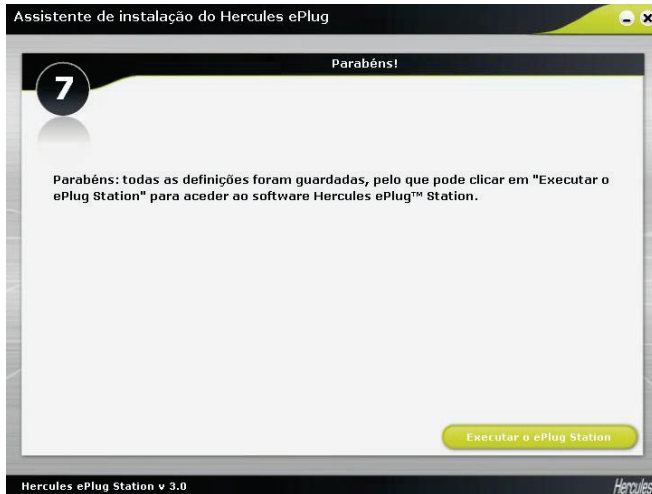 Assistente de instalação do Hercules ePlug
Parabéns!
7
Parabéns: todas as definições foram guardadas, pelo que pode clicar em "Executar o
ePlug Station" para aceder ao software Hercules ePlug™ Station.
Executar o ePlug Station
Hercules ePlug Station v 3.0
Hercules